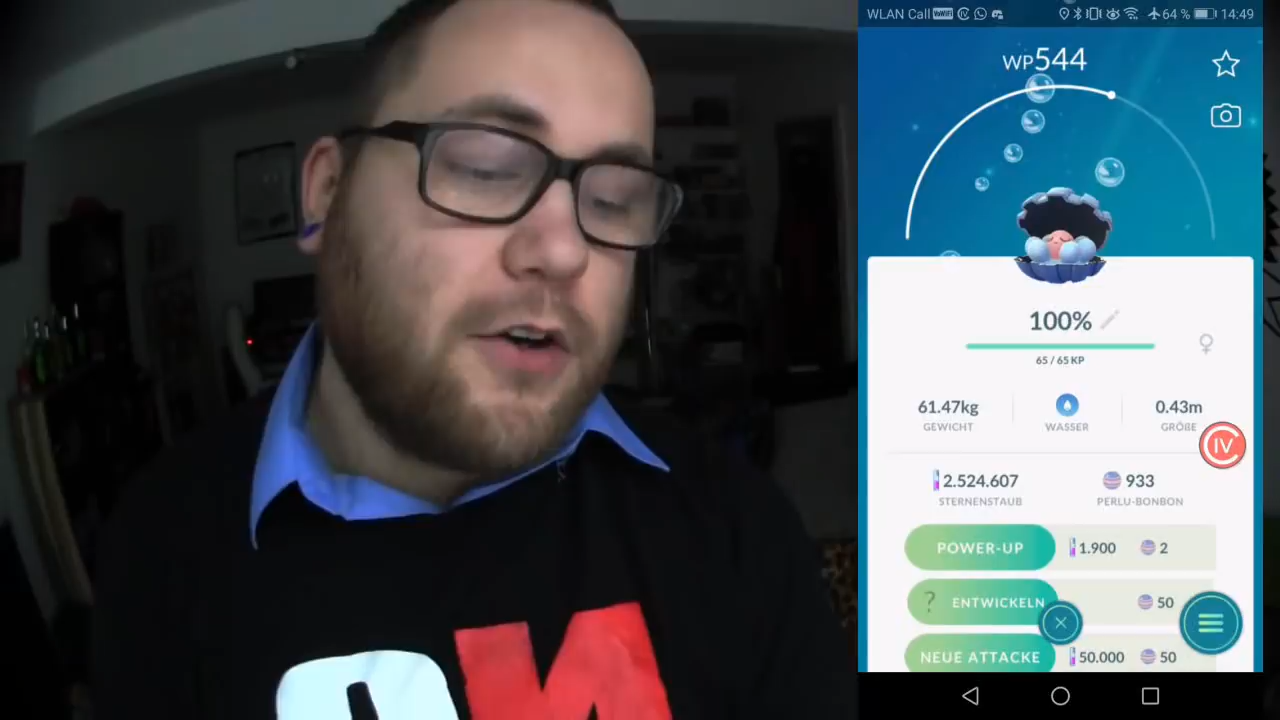 WLAN Call VoWiFi 64 % 14:49
WP544
100%
65 / 65 KP
61.47kg
GEWICHT
WASSER
0.43m
GRÖßE
IV
2.524.607
STERNENSTAUB
933
PERLU-BONBON
POWER-UP 1.900 2
? ENTWICKELN 50
NEUE ATTACKE 50.000 50